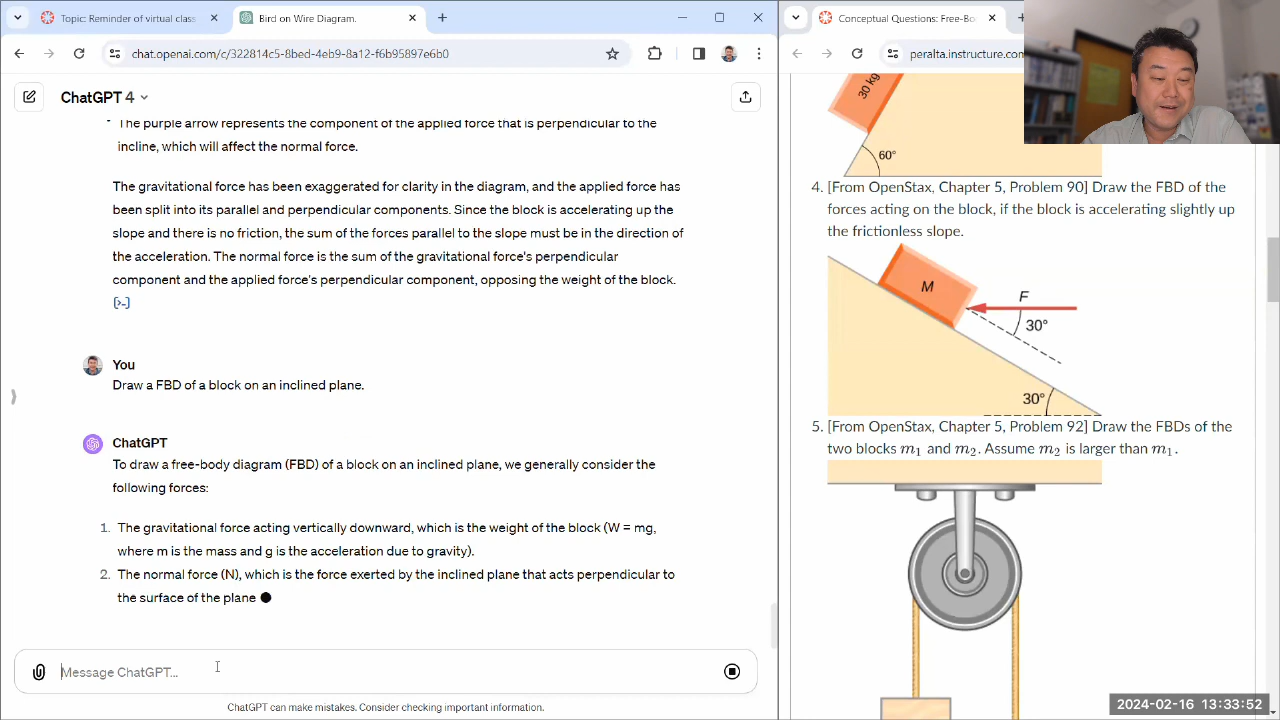 Topic: Reminder of virtual class
Bird on Wire Diagram.
chat.openai.com/c/322814c5-8bed-4eb9-8a12-f6b95897e6b0
ChatGPT 4
The purple arrow represents the component of the applied force that is perpendicular to the
incline, which will affect the normal force.
The gravitational force has been exaggerated for clarity in the diagram, and the applied force has
been split into its parallel and perpendicular components. Since the block is accelerating up the
slope and there is no friction, the sum of the forces parallel to the slope must be in the direction of
the acceleration. The normal force is the sum of the gravitational force's perpendicular
component and the applied force's perpendicular component, opposing the weight of the block.
[>_]
You
Draw a FBD of a block on an inclined plane.
ChatGPT
To draw a free-body diagram (FBD) of a block on an inclined plane, we generally consider the
following forces:
1. The gravitational force acting vertically downward, which is the weight of the block (W = mg,
where m is the mass and g is the acceleration due to gravity).
2. The normal force (N), which is the force exerted by the inclined plane that acts perpendicular to
the surface of the plane
Message ChatGPT...
ChatGPT can make mistakes. Consider checking important information.
Conceptual Questions: Free-Bo
peralta.instructure.com
30 kg
60°
4. [From OpenStax, Chapter 5, Problem 90] Draw the FBD of the
forces acting on the block, if the block is accelerating slightly up
the frictionless slope.
M
F
30°
30°
5. [From OpenStax, Chapter 5, Problem 92] Draw the FBDs of the
two blocks m₁ and m₂. Assume m₂ is larger than m₁.
2024-02-16 13:33:52